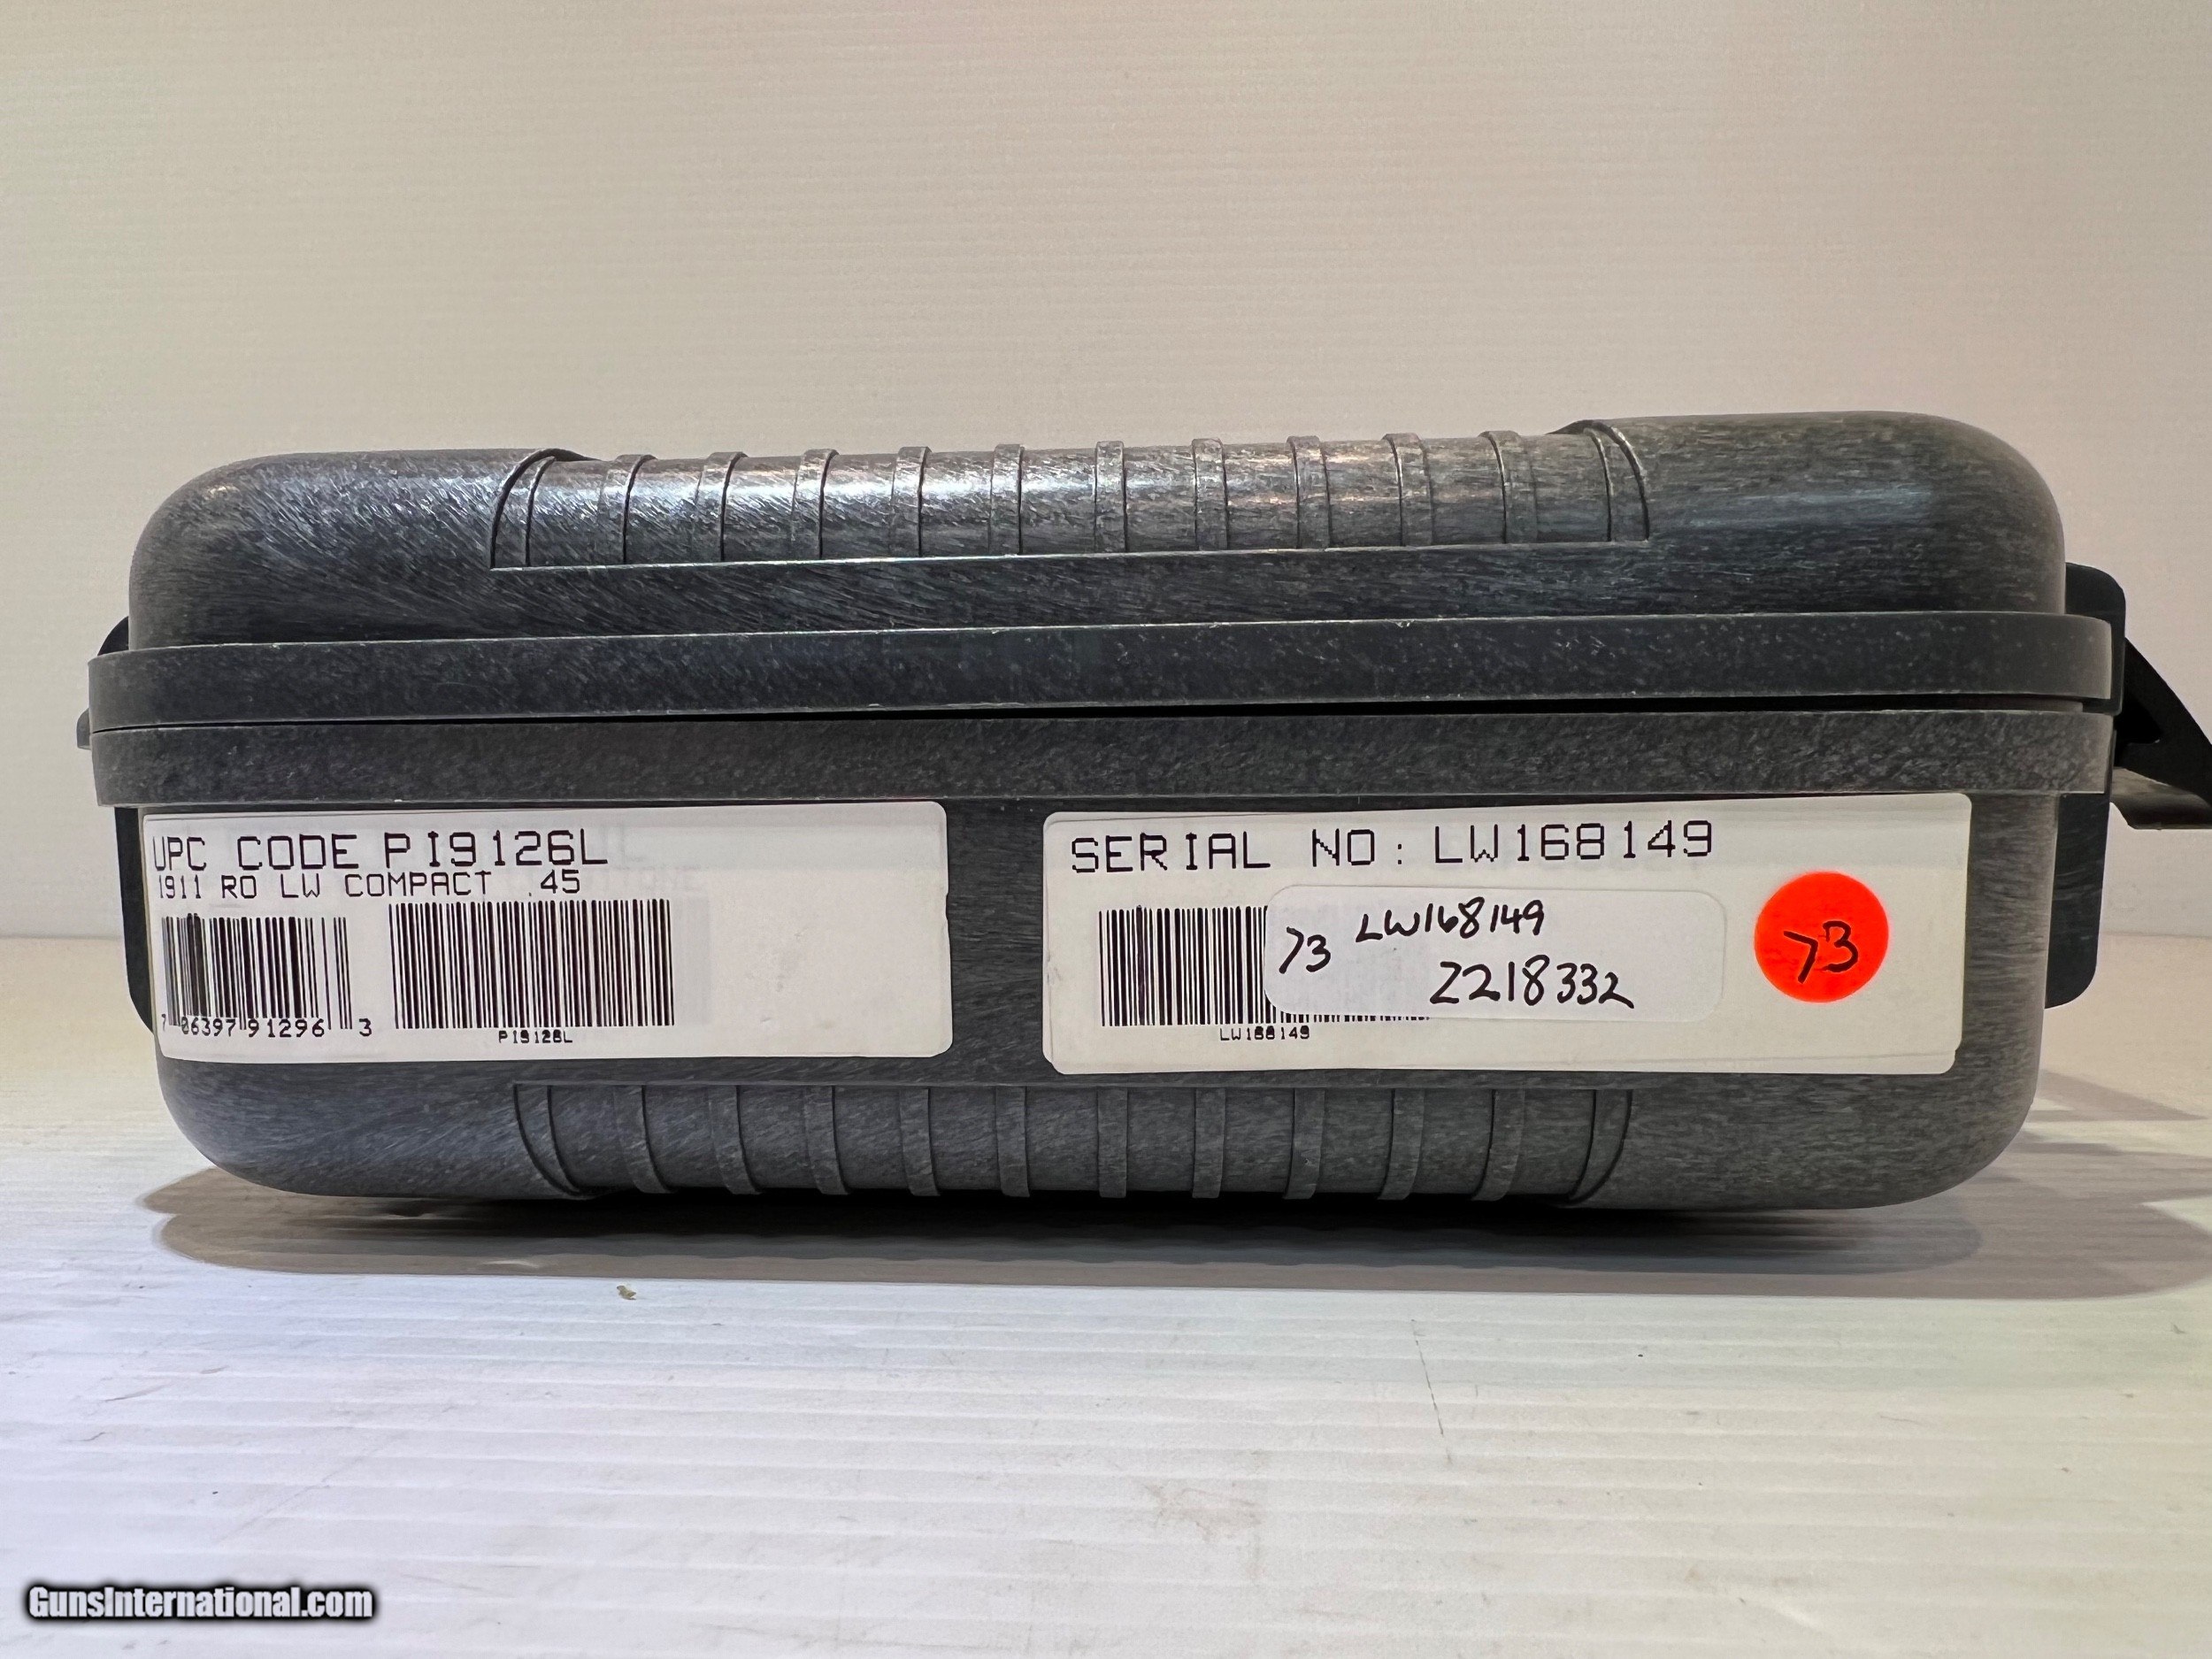 UPC CODE PI9126L
1911 RO LW COMPACT .45
7 06397 91296 3
PI9126L
SERIAL NO: LW168149
73 LW168149
2218332
LW168149
73
GunsInternational.com